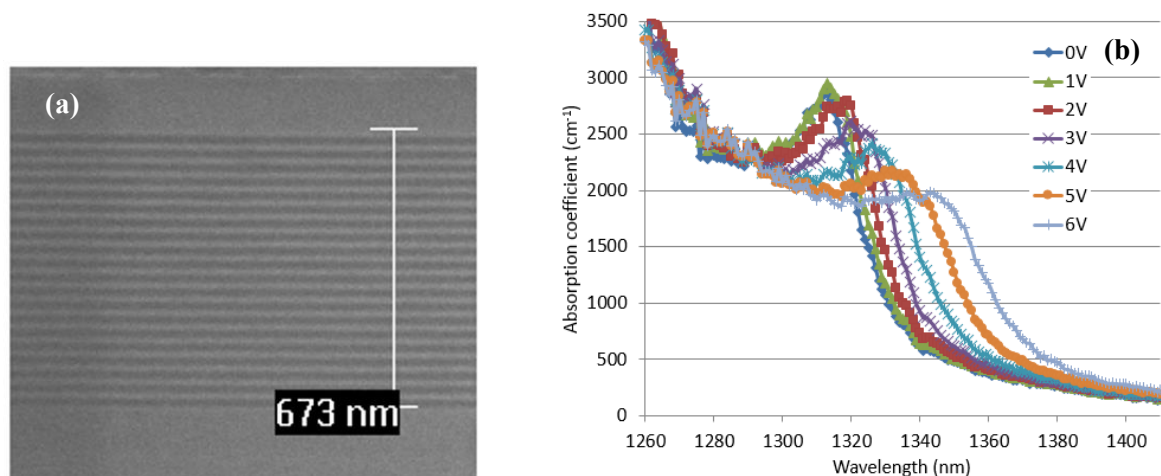 (a)
673 nm
(b)
Absorption coefficient (cm⁻¹)
3500
3000
2500
2000
1500
1000
500
0
1260 1280 1300 1320 1340 1360 1380 1400
Wavelength (nm)
0V
1V
2V
3V
4V
5V
6V